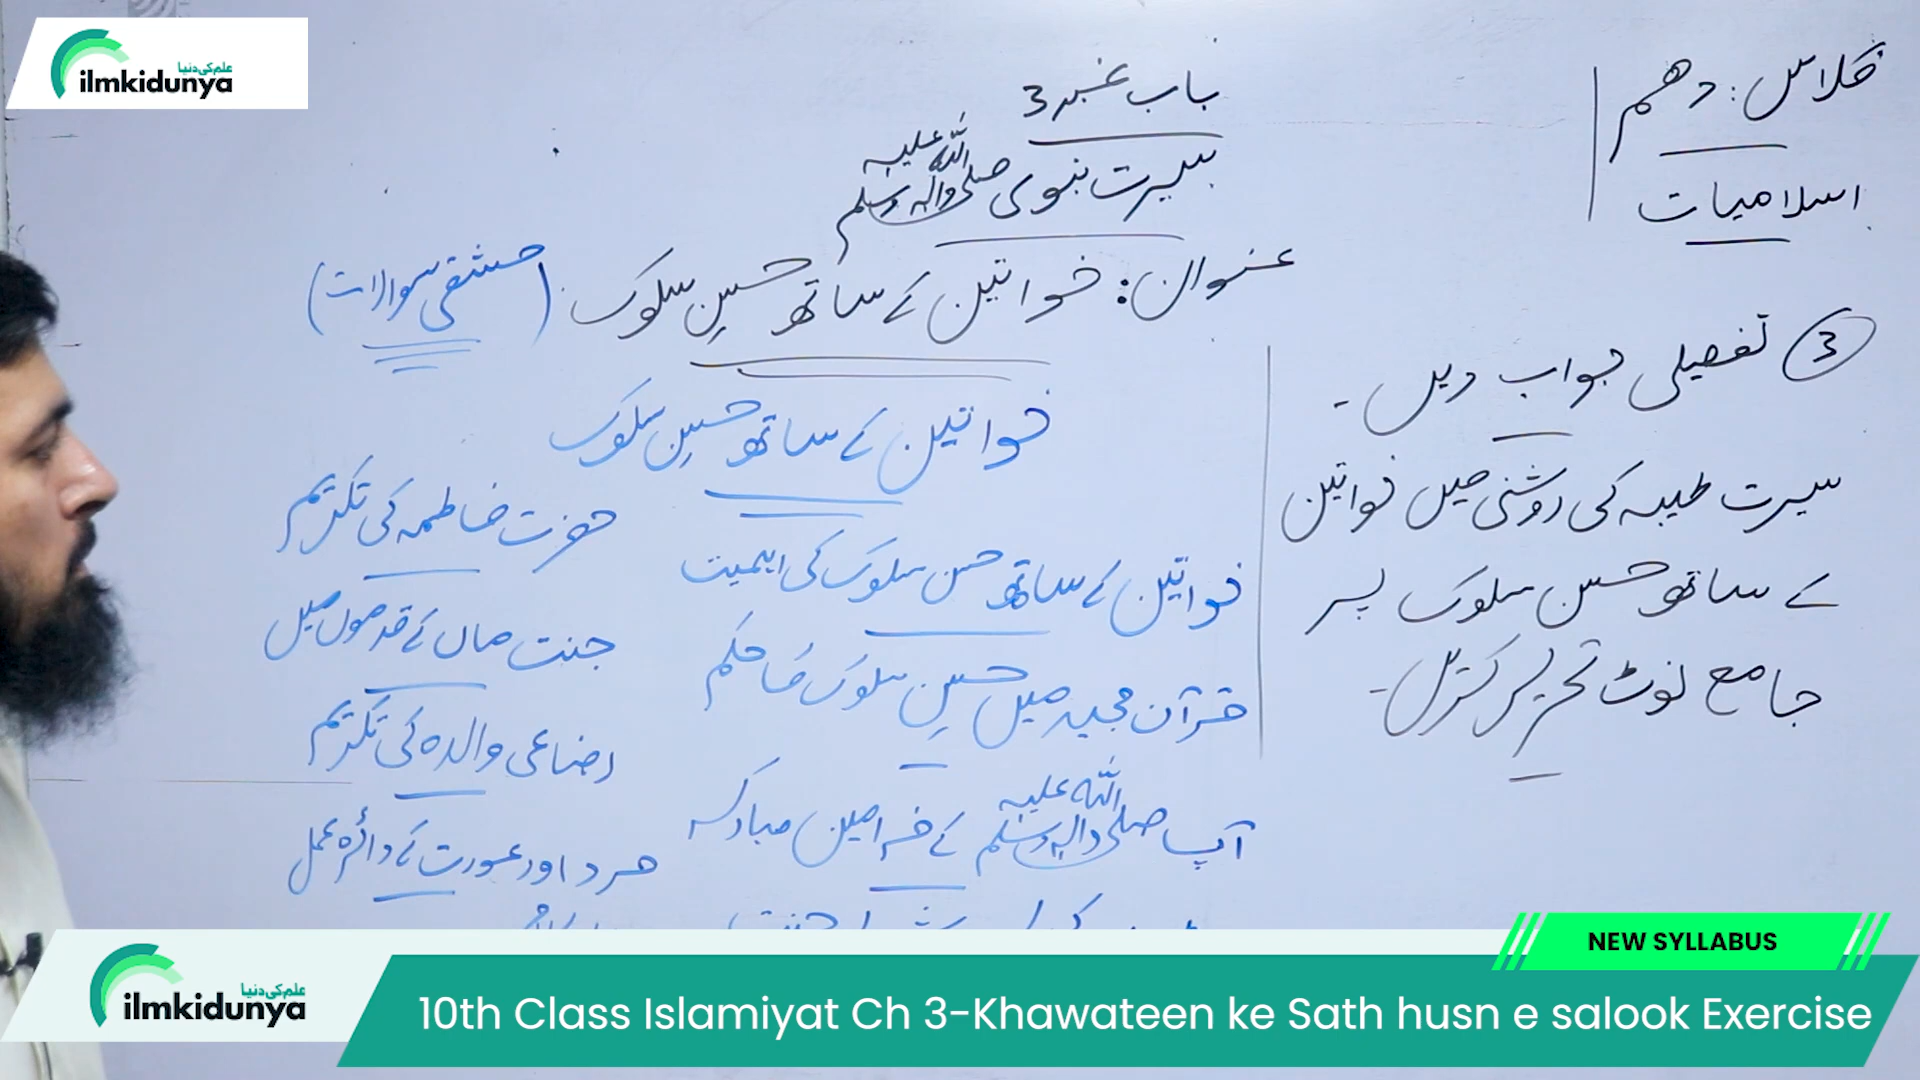 علم کی دنیا
ilmkidunya
کلاس: دھم
اسلامیات
باب نمبر 3
سیرت نبوی صلی اللہ علیہ والہ وسلم
عنوان: خواتین کے ساتھ حسنِ سلوک (مشقی سوالات)
3 تفصیلی جواب دیں۔
سیرت طیبہ کی روشنی میں خواتین
کے ساتھ حسن سلوک پر
جامع نوٹ تحریر کریں۔
خواتین کے ساتھ حسنِ سلوک
خواتین کے ساتھ حسن سلوک کی اہمیت
قرآن مجید میں حسنِ سلوک کا حکم
آپ صلی اللہ علیہ والہ وسلم کے فرامین مبارکہ
حضرت فاطمہ کی تکریم
جنت ماں کے قدموں میں
رضاعی والدہ کی تکریم
مرد اور عورت کے دائرہ عمل
NEW SYLLABUS
علم کی دنیا
ilmkidunya
10th Class Islamiyat Ch 3-Khawateen ke Sath husn e salook Exercise